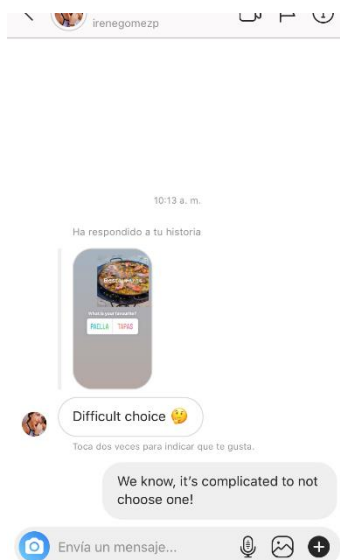 irenegomezp
10:13 a. m.
Ha respondido a tu historia
What is your favourite?
PAELLA TAPAS
Difficult choice 🤔
Toca dos veces para indicar que te gusta.
We know, it's complicated to not
choose one!
Envía un mensaje...